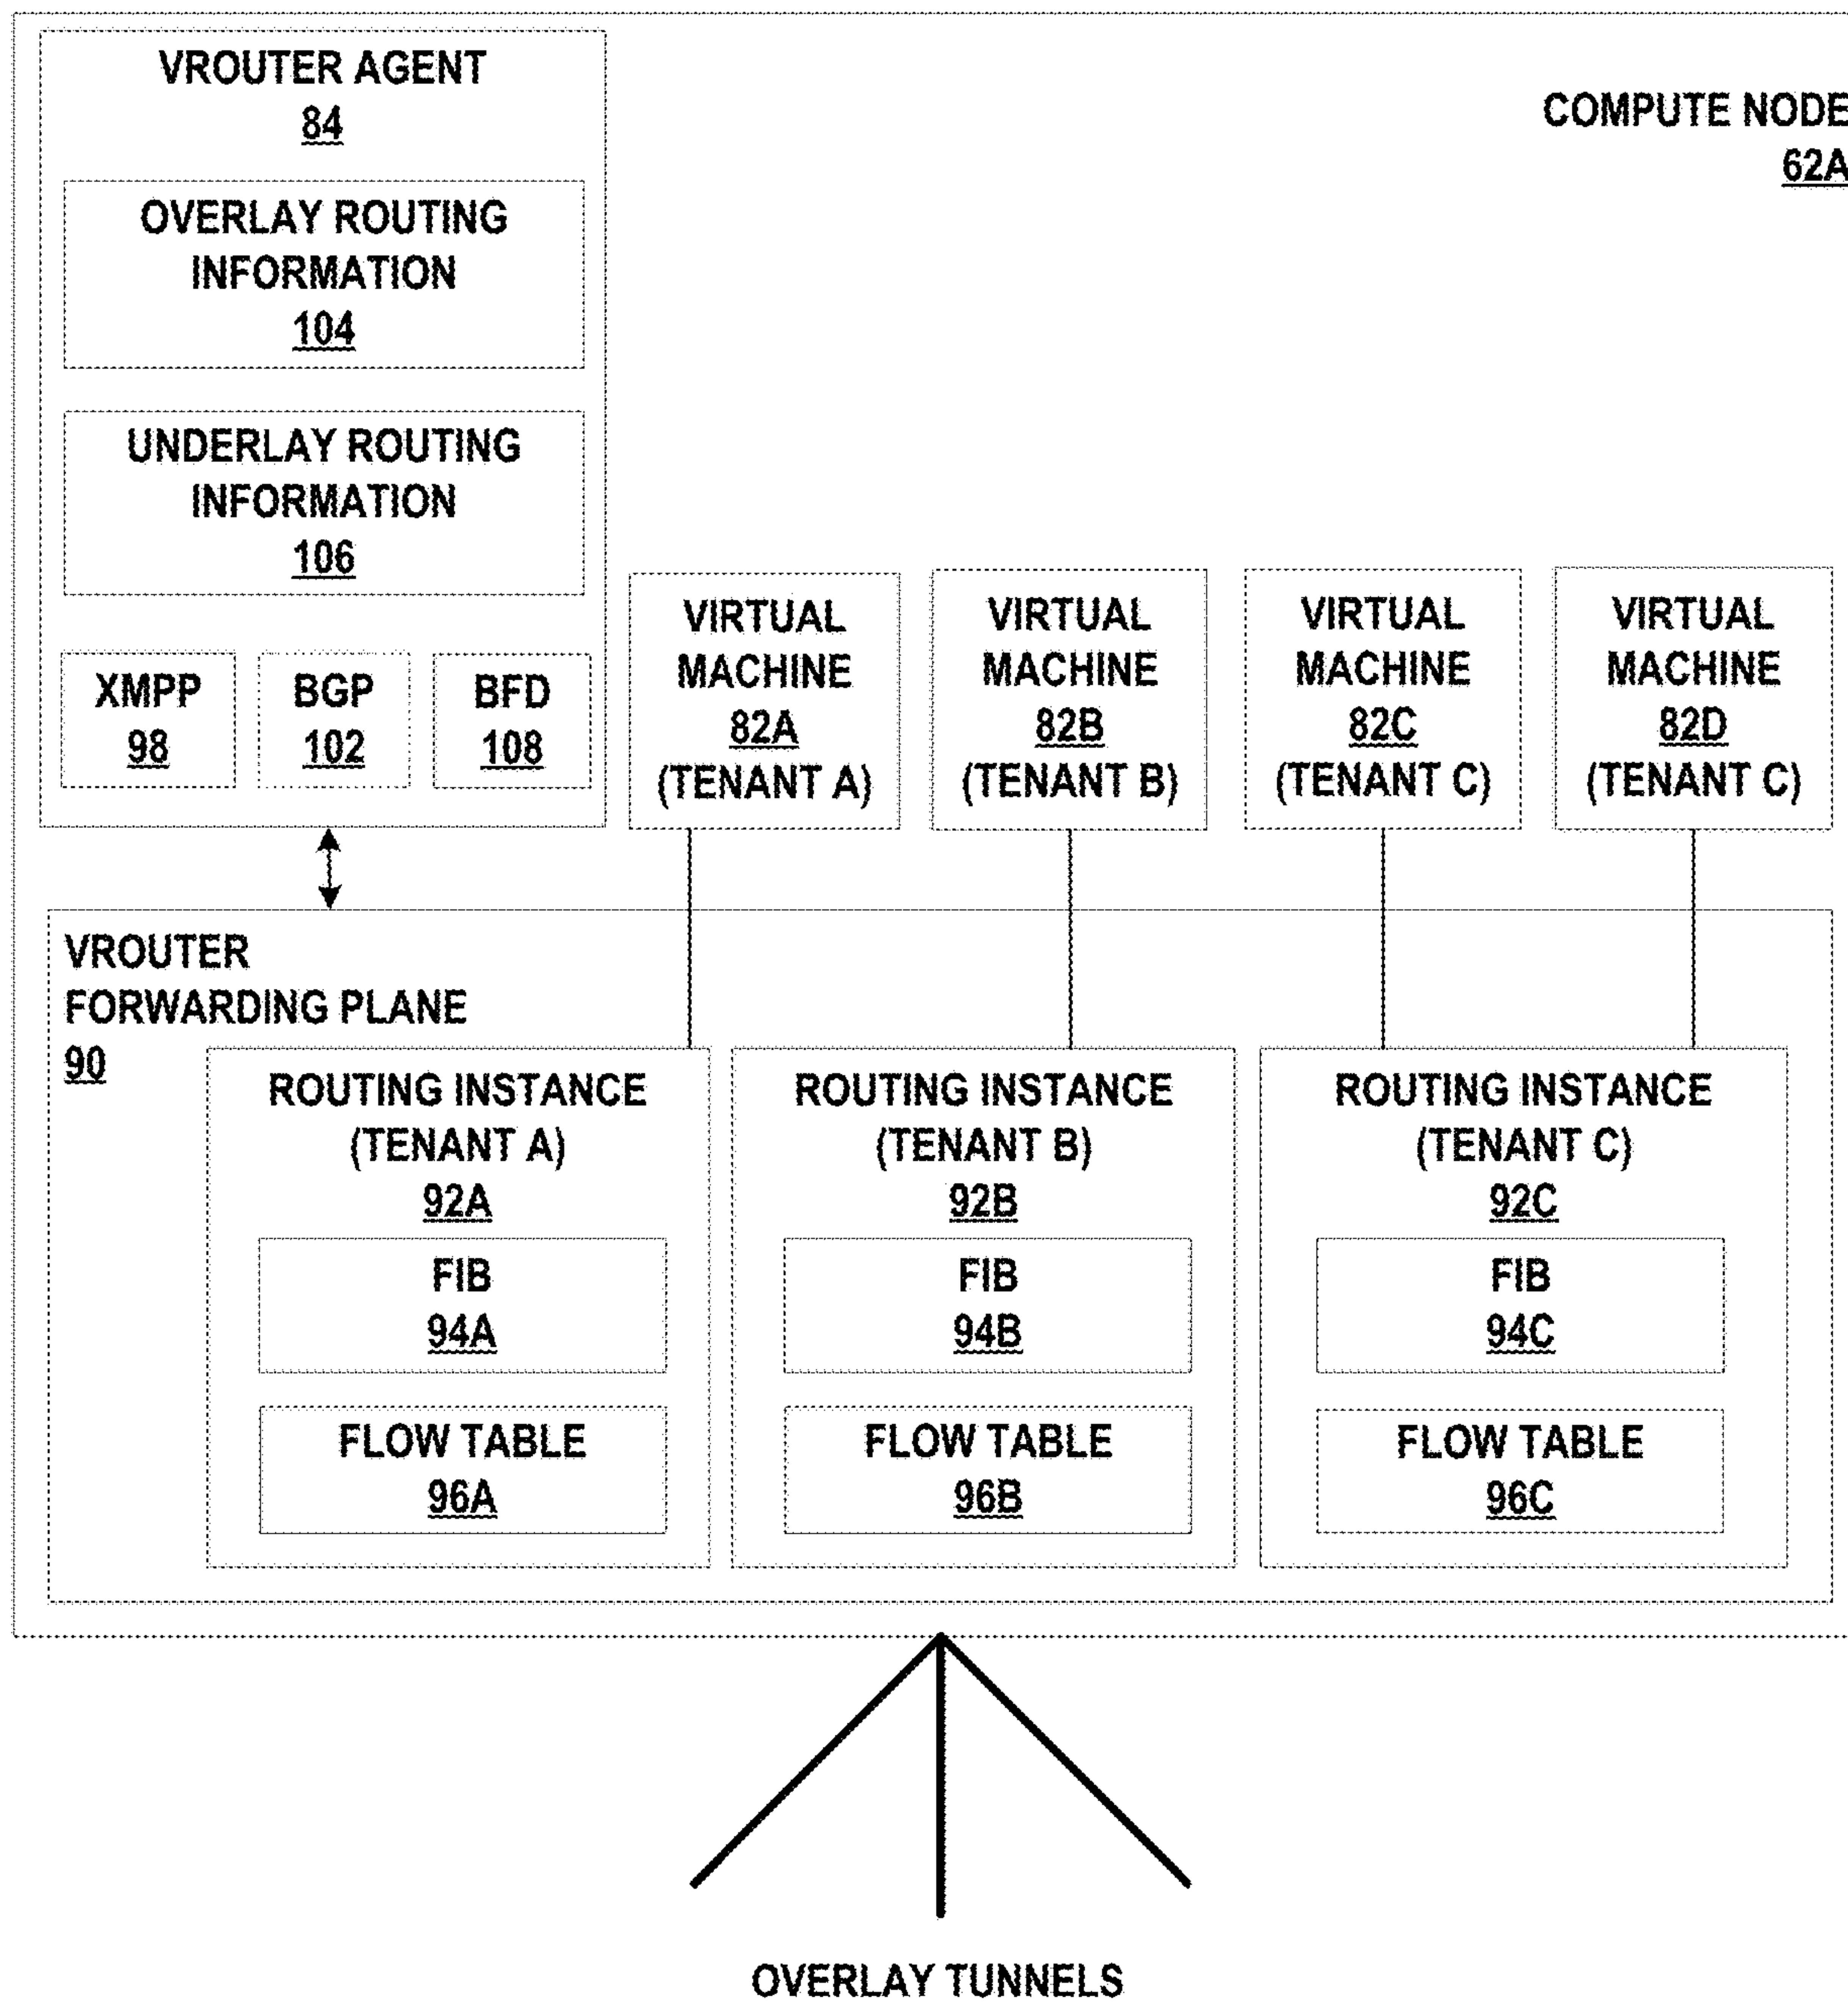 VROUTER AGENT
84
COMPUTE NODE
62A
OVERLAY ROUTING
INFORMATION
104
UNDERLAY ROUTING
INFORMATION
106
XMPP
98
BGP
102
BFD
108
VIRTUAL
MACHINE
82A
(TENANT A)
VIRTUAL
MACHINE
82B
(TENANT B)
VIRTUAL
MACHINE
82C
(TENANT C)
VIRTUAL
MACHINE
82D
(TENANT C)
VROUTER
FORWARDING PLANE
90
ROUTING INSTANCE
(TENANT A)
92A
FIB
94A
FLOW TABLE
96A
ROUTING INSTANCE
(TENANT B)
92B
FIB
94B
FLOW TABLE
96B
ROUTING INSTANCE
(TENANT C)
92C
FIB
94C
FLOW TABLE
96C
OVERLAY TUNNELS